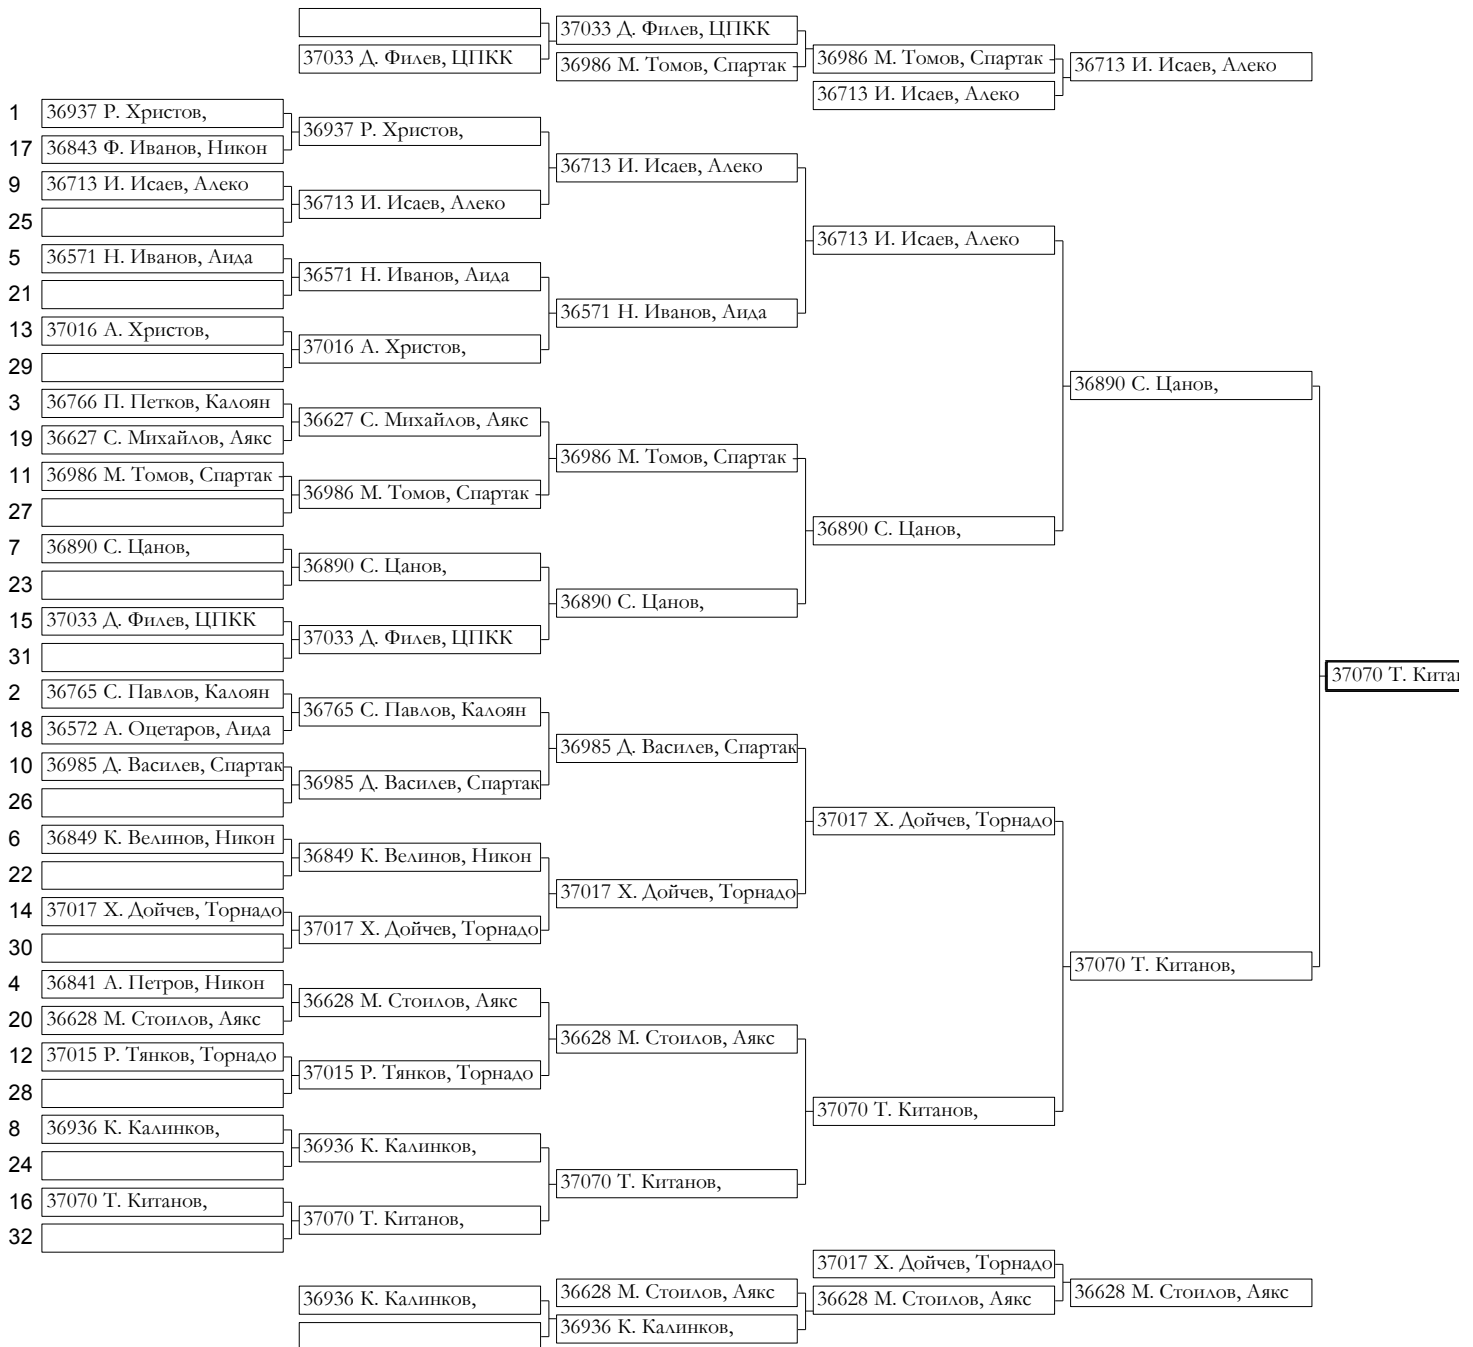 37033 Д. Филев, ЦПКК
37033 Д. Филев, ЦПКК
36986 М. Томов, Спартак
36986 М. Томов, Спартак
36713 И. Исаев, Алеко
36713 И. Исаев, Алеко
1
36937 Р. Христов,
17
36843 Ф. Иванов, Никон
36937 Р. Христов,
9
36713 И. Исаев, Алеко
25
36713 И. Исаев, Алеко
36713 И. Исаев, Алеко
5
36571 Н. Иванов, Аида
21
36571 Н. Иванов, Аида
13
37016 А. Христов,
29
37016 А. Христов,
36571 Н. Иванов, Аида
36713 И. Исаев, Алеко
3
36766 П. Петков, Калоян
19
36627 С. Михайлов, Аякс
36627 С. Михайлов, Аякс
11
36986 М. Томов, Спартак
27
36986 М. Томов, Спартак
36986 М. Томов, Спартак
7
36890 С. Цанов,
23
36890 С. Цанов,
15
37033 Д. Филев, ЦПКК
31
37033 Д. Филев, ЦПКК
36890 С. Цанов,
36890 С. Цанов,
36890 С. Цанов,
2
36765 С. Павлов, Калоян
18
36572 А. Оцетаров, Аида
36765 С. Павлов, Калоян
10
36985 Д. Василев, Спартак
26
36985 Д. Василев, Спартак
36985 Д. Василев, Спартак
6
36849 К. Велинов, Никон
22
36849 К. Велинов, Никон
14
37017 Х. Дойчев, Торнадо
30
37017 Х. Дойчев, Торнадо
37017 Х. Дойчев, Торнадо
37017 Х. Дойчев, Торнадо
4
36841 А. Петров, Никон
20
36628 М. Стоилов, Аякс
36628 М. Стоилов, Аякс
12
37015 Р. Тянков, Торнадо
28
37015 Р. Тянков, Торнадо
36628 М. Стоилов, Аякс
8
36936 К. Калинков,
24
36936 К. Калинков,
16
37070 Т. Китанов,
32
37070 Т. Китанов,
37070 Т. Китанов,
37070 Т. Китанов,
37070 Т. Китанов,
37070 Т.
36936 К. Калинков,
36628 М. Стоилов, Аякс
36936 К. Калинков,
37017 Х. Дойчев, Торнадо
36628 М. Стоилов, Аякс
36628 М. Стоилов, Аякс